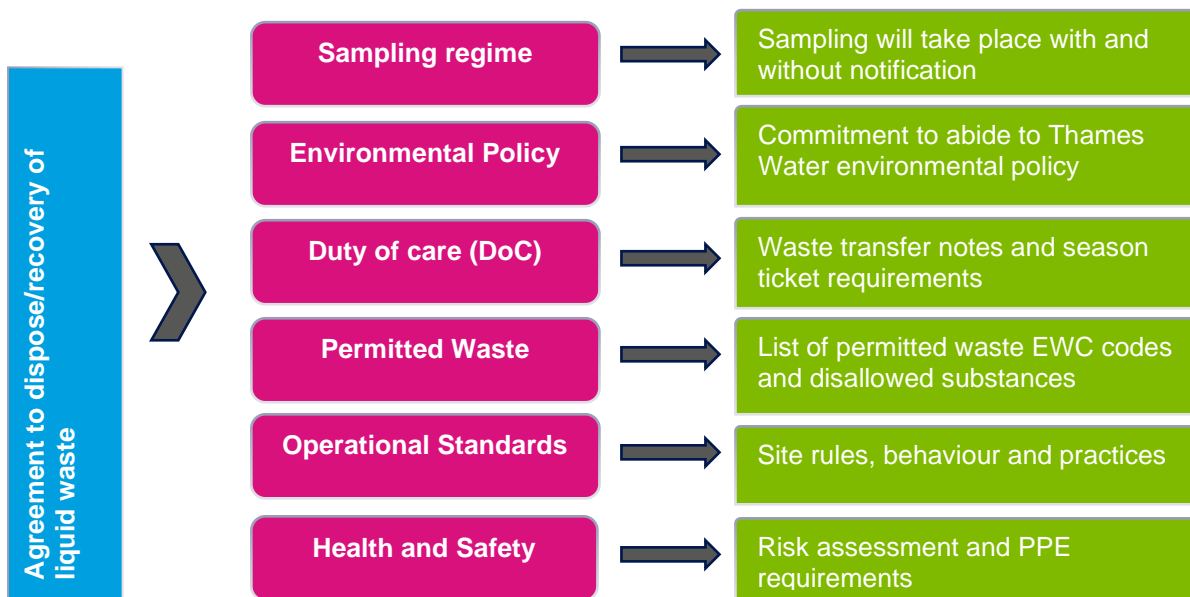 Agreement to dispose/recovery of
liquid waste
Sampling regime
Sampling will take place with and
without notification
Environmental Policy
Commitment to abide to Thames
Water environmental policy
Duty of care (DoC)
Waste transfer notes and season
ticket requirements
Permitted Waste
List of permitted waste EWC codes
and disallowed substances
Operational Standards
Site rules, behaviour and practices
Health and Safety
Risk assessment and PPE
requirements